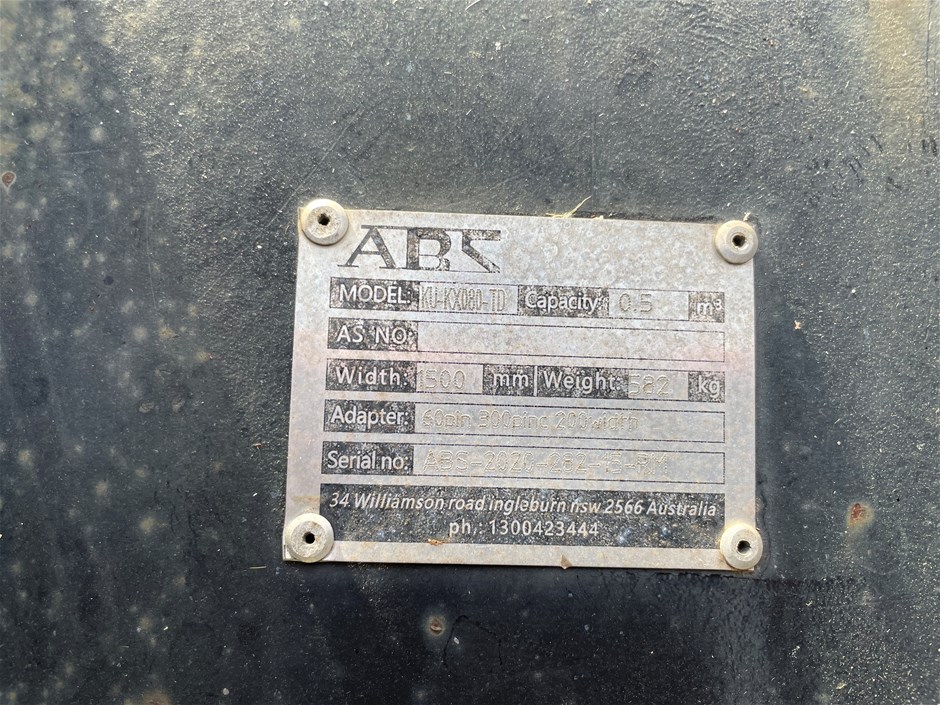 ABS
MODEL: KU-KX080-TD Capacity: 0.5 m³
AS NO:
Width: 1500 mm Weight: 582 kg
Adapter: 60pin 300pinc 200width
Serial no:
34 Williamson road ingleburn nsw 2566 Australia
ph : 1300423444